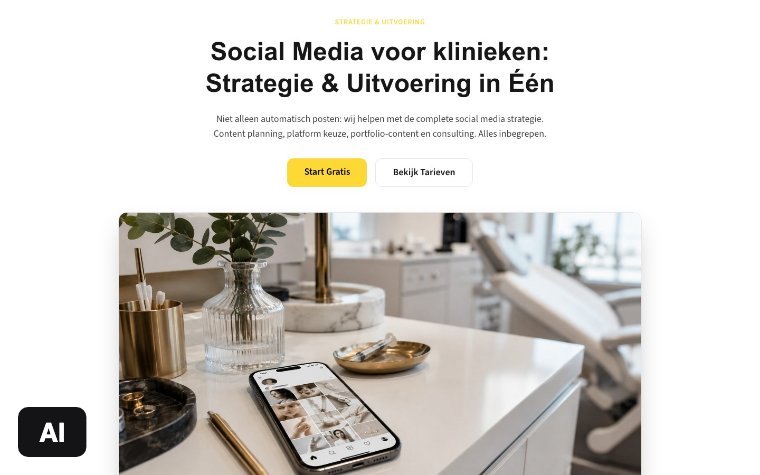 STRATEGIE & UITVOERING
Social Media voor klinieken:
Strategie & Uitvoering in Één
Niet alleen automatisch posten: wij helpen met de complete social media strategie.
Content planning, platform keuze, portfolio-content en consulting. Alles inbegrepen.
Start Gratis
Bekijk Tarieven
AI